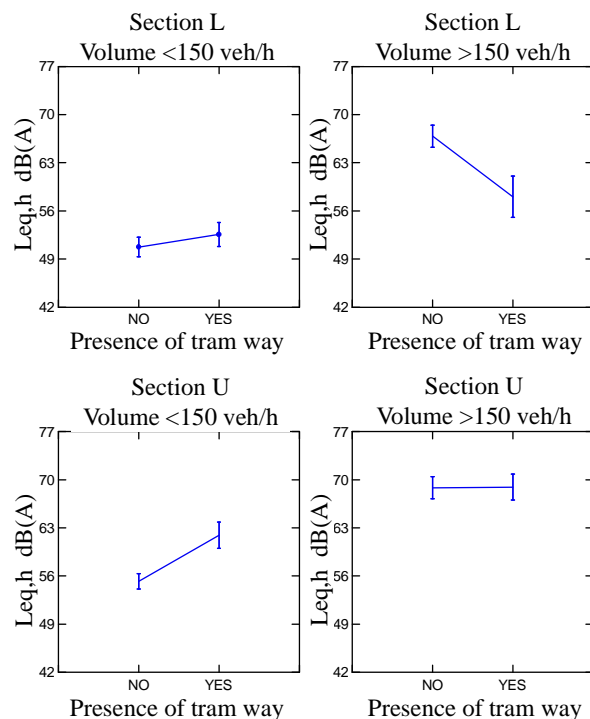 Section L
Volume <150 veh/h
77
70
63
56
49
42
Leq,h dB(A)
NO YES
Presence of tram way
Section L
Volume >150 veh/h
77
70
63
56
49
42
Leq,h dB(A)
NO YES
Presence of tram way
Section U
Volume <150 veh/h
77
70
63
56
49
42
Leq,h dB(A)
NO YES
Presence of tram way
Section U
Volume >150 veh/h
77
70
63
56
49
42
Leq,h dB(A)
NO YES
Presence of tram way